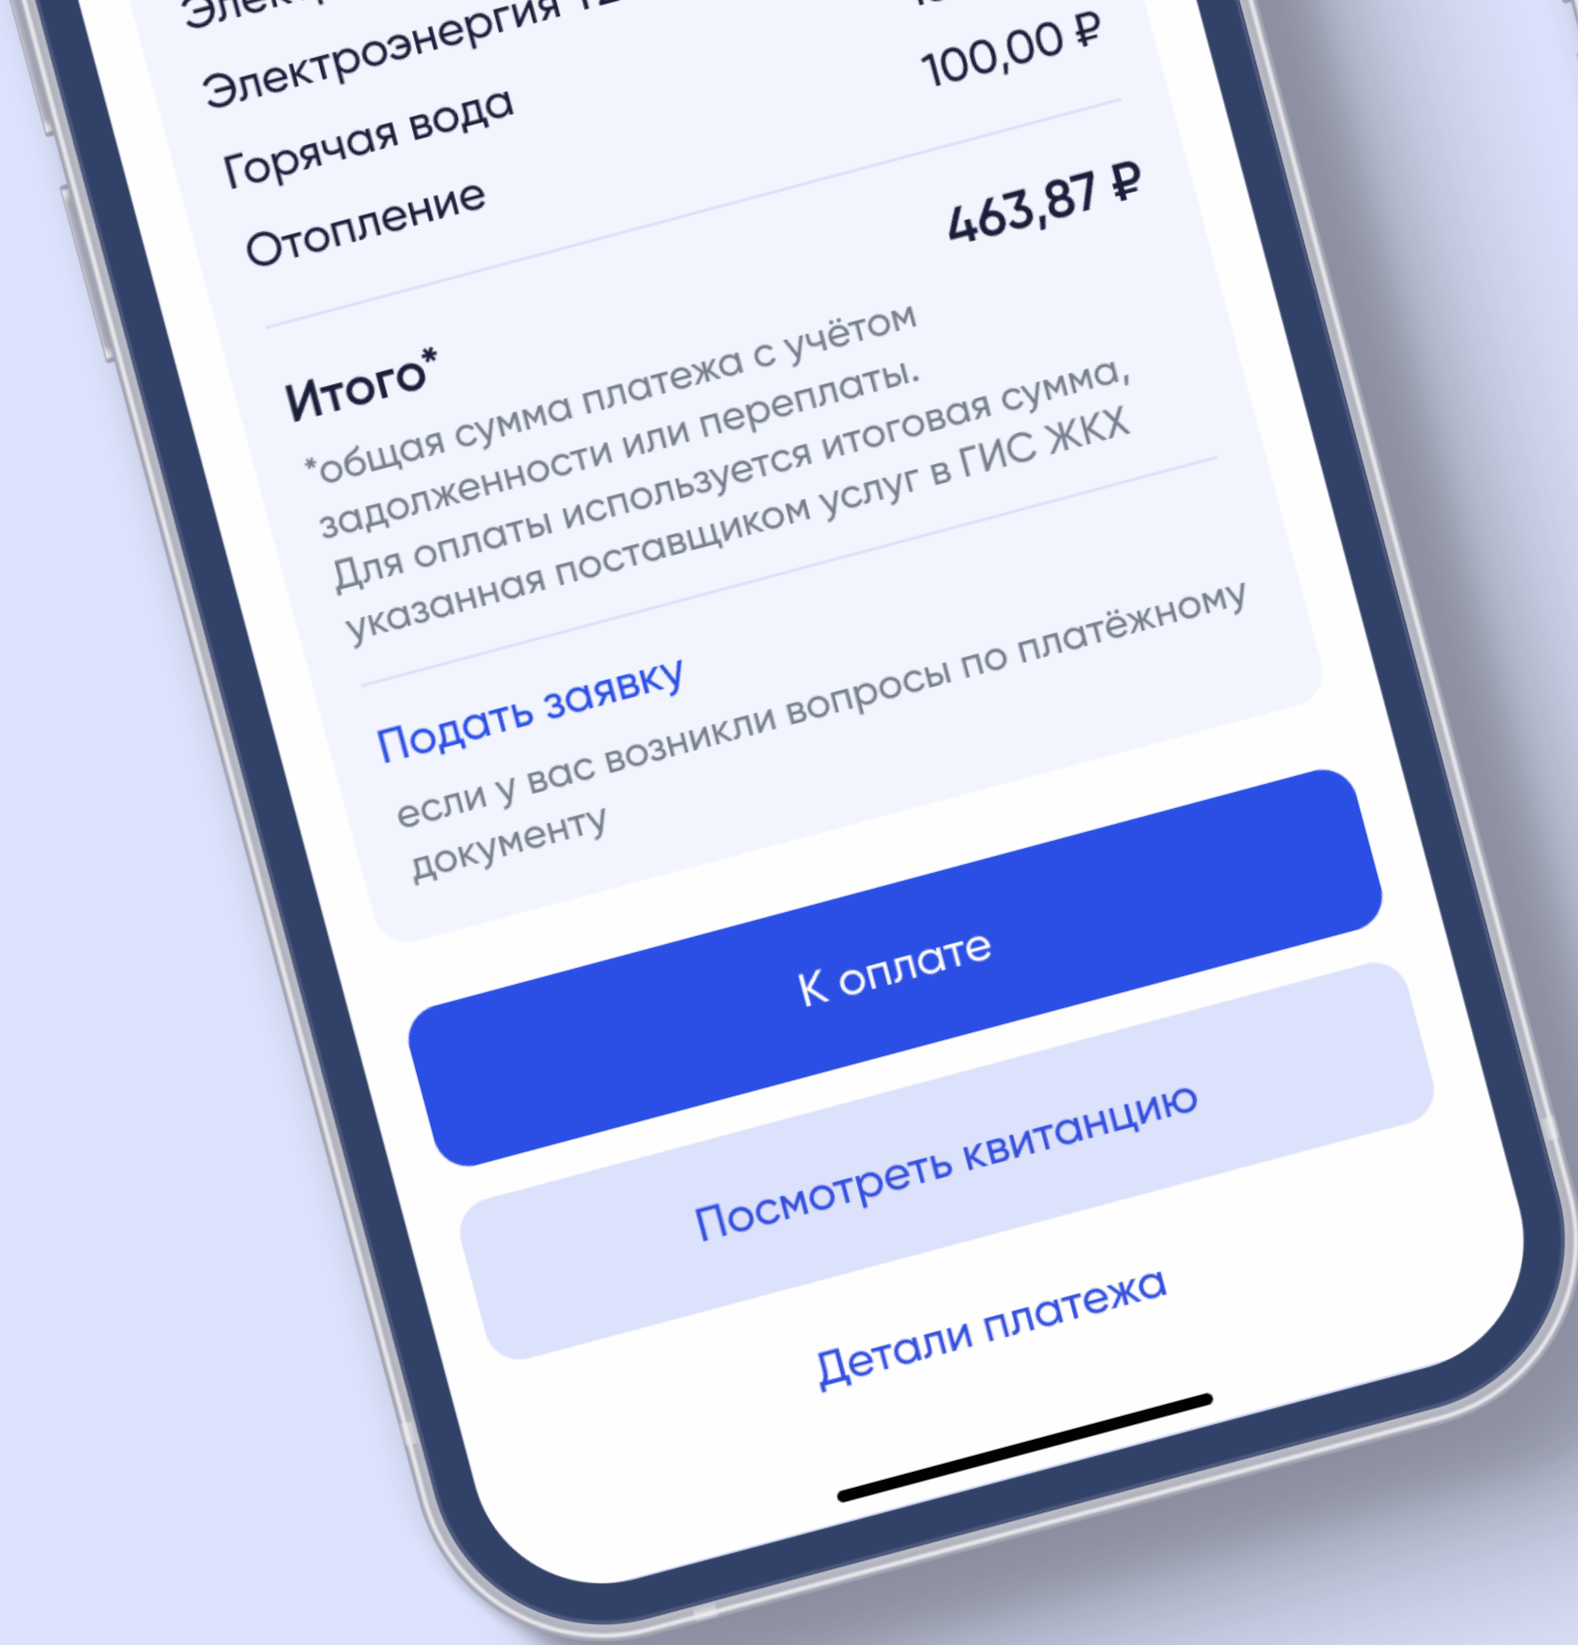 Электроэнергия
Горячая вода
Отопление 100,00 ₽
Итого* 463,87 ₽
*общая сумма платежа с учётом
задолженности или переплаты.
Для оплаты используется итоговая сумма,
указанная поставщиком услуг в ГИС ЖКХ
Подать заявку
если у вас возникли вопросы по платёжному
документу
К оплате
Посмотреть квитанцию
Детали платежа